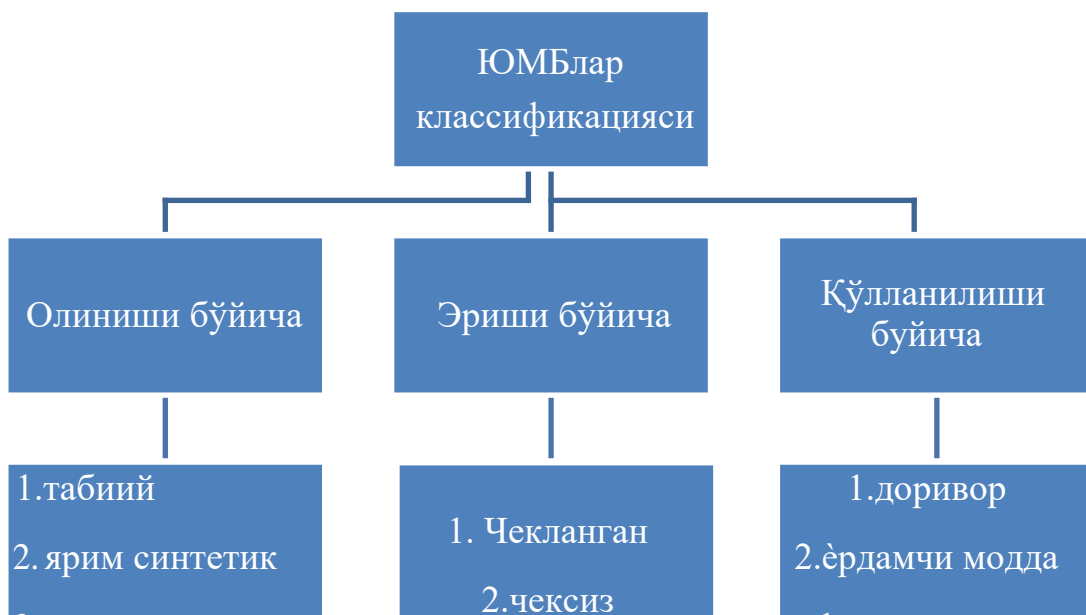 ЮМБлар
классификацияси
Олиниши бўйича
Эриши бўйича
Қўлланилиши
буйича
1.табиий
2. ярим синтетик
1. Чекланган
2.чексиз
1.доривор
2.ѐрдамчи модда